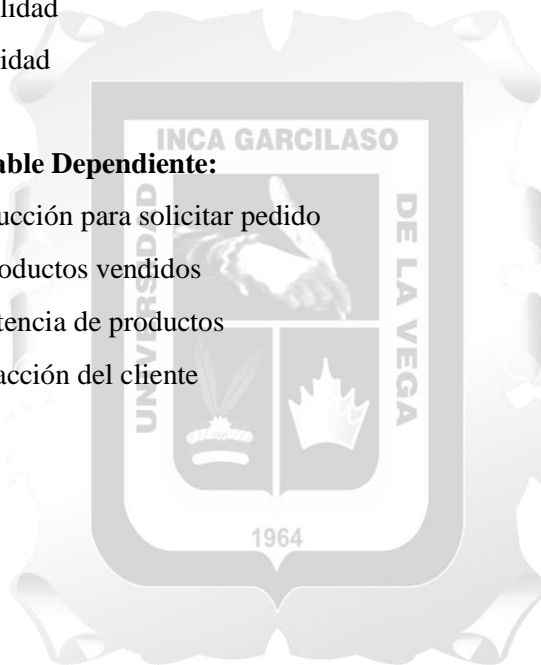 lidad
idad
INCA GARCILASO
able Dependiente:
UNIVERSIDAD
DE LA VEGA
ucción para solicitar pedido
oductos vendidos
tencia de productos
acción del cliente
1964